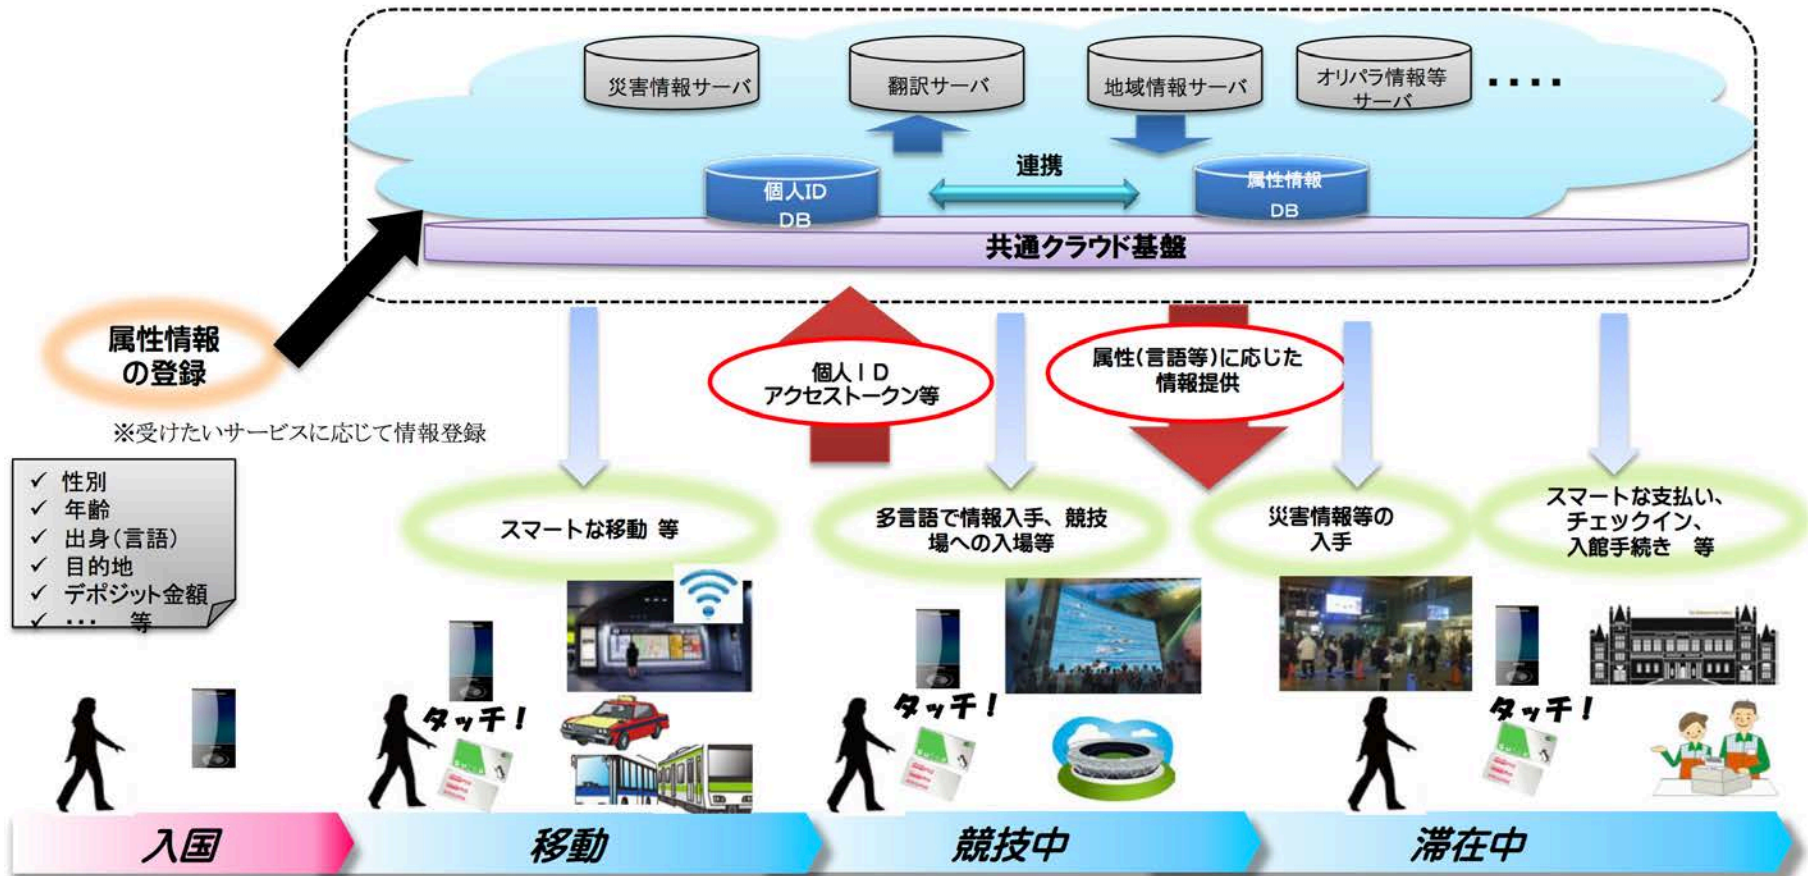 災害情報サーバ
翻訳サーバ
地域情報サーバ
オリパラ情報等
サーバ
・・・・
連携
個人ID
DB
属性情報
DB
共通クラウド基盤
属性情報
の登録
個人ＩＤ
アクセストークン等
属性(言語等)に応じた
情報提供
※受けたいサービスに応じて情報登録
✓ 性別
✓ 年齢
✓ 出身(言語)
✓ 目的地
✓ デポジット金額
✓ ・・・ 等
スマートな移動 等
多言語で情報入手、競技
場への入場等
災害情報等の
入手
スマートな支払い、
チェックイン、
入館手続き 等
タッチ！
タッチ！
タッチ！
入国
移動
競技中
滞在中